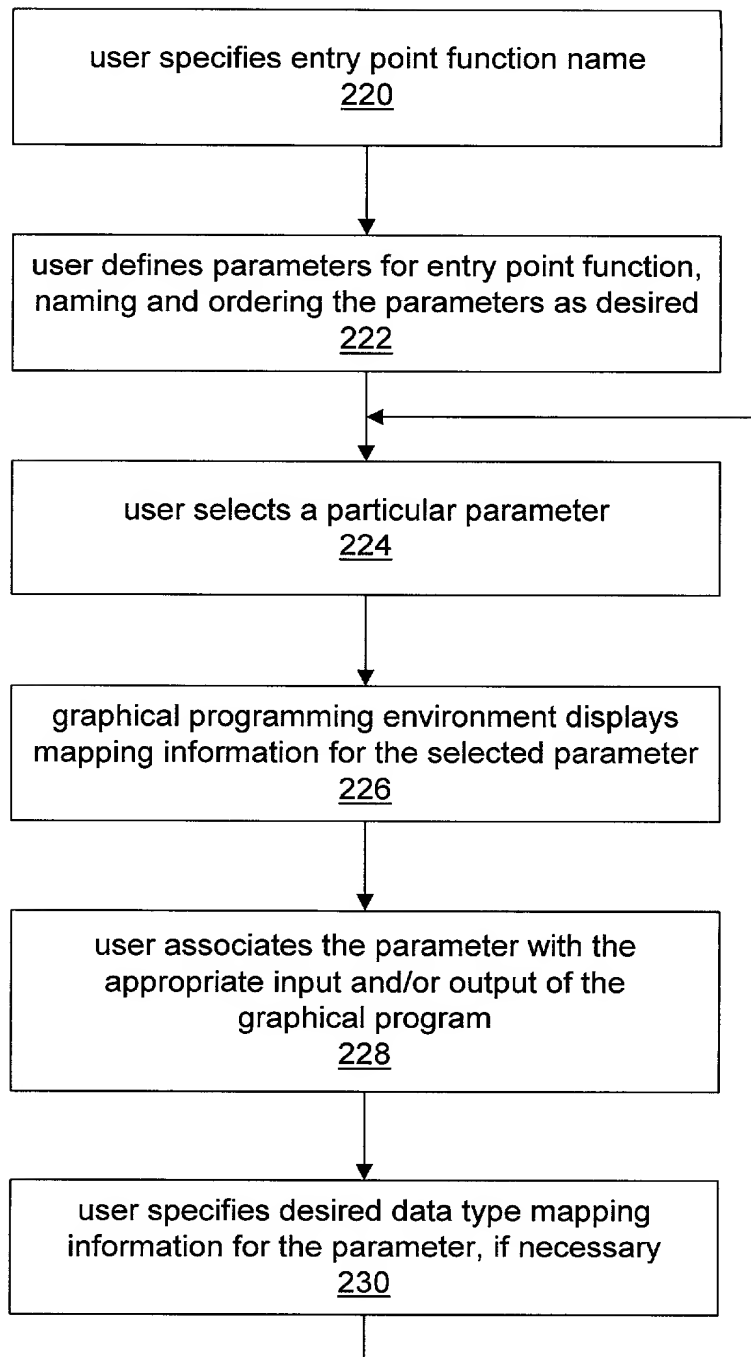 user specifies entry point function name
220
user defines parameters for entry point function,
naming and ordering the parameters as desired
222
user selects a particular parameter
224
graphical programming environment displays
mapping information for the selected parameter
226
user associates the parameter with the
appropriate input and/or output of the
graphical program
228
user specifies desired data type mapping
information for the parameter, if necessary
230